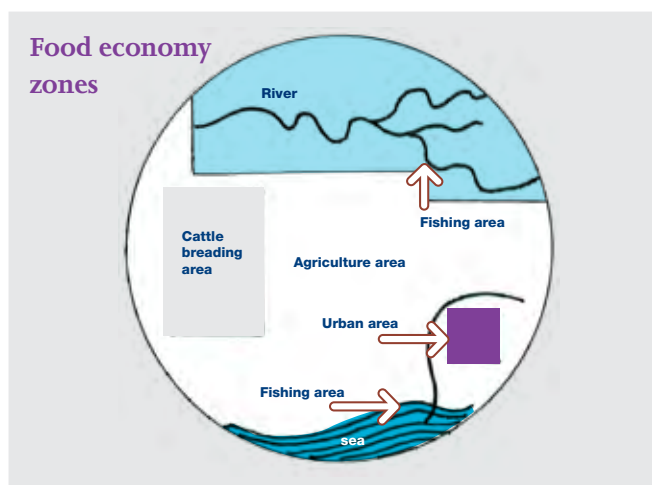 Food economy
zones
River
Fishing area
Cattle
breading
area
Agriculture area
Urban area
Fishing area
sea